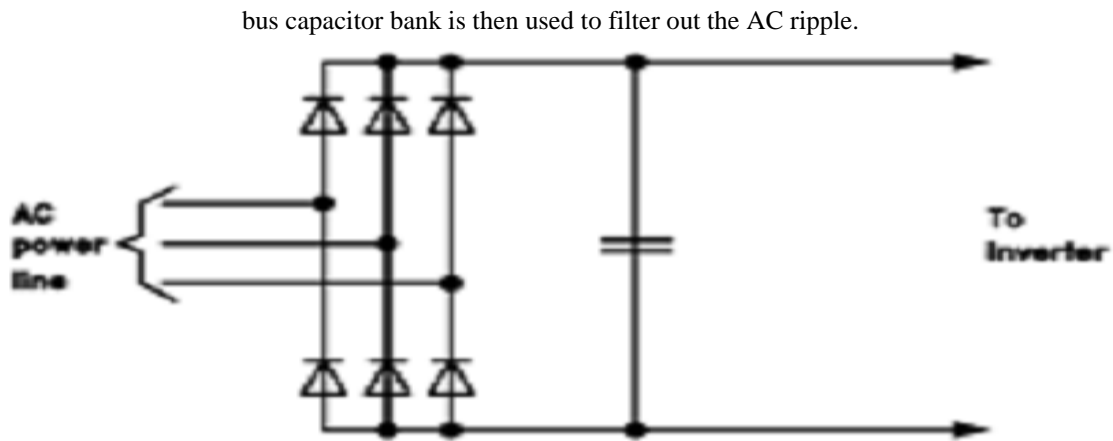 bus capacitor bank is then used to filter out the AC ripple.
AC
power
line
To
Inverter